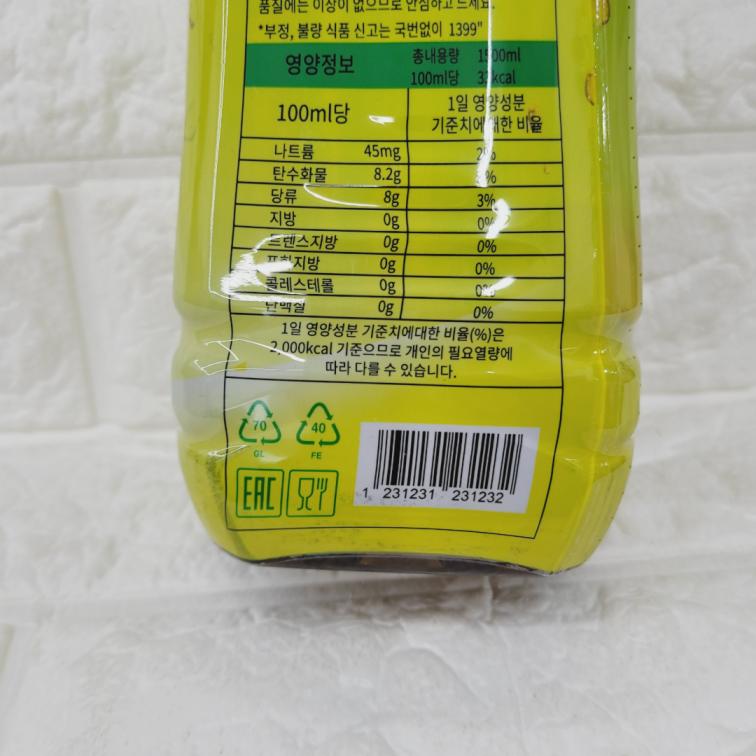 품질에는 이상이 없으므로 안심하고 드세요.
*부정, 불량 식품 신고는 국번없이 1399"
영양정보
총내용량 1500ml
100ml당 33kcal
100ml당
1일 영양성분
기준치에대한 비율
나트륨 45mg 2%
탄수화물 8.2g
당류 8g 3%
지방 0g 0%
트랜스지방 0g 0%
포화지방 0g 0%
콜레스테롤 0g 0%
단백질 0g 0%
1일 영양성분 기준치에대한 비율(%)은
2,000kcal 기준으므로 개인의 필요열량에
따라 다를 수 있습니다.
70 40
GL FE
EAC
1 231231 231232